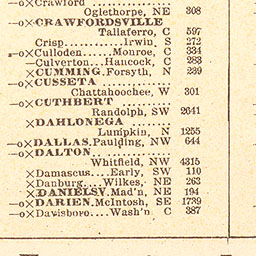 —o×Crawford ............
Oglethorpe, NE 308
—o×CRAWFORDSVILLE
Taliaferro, C 597
Crisp..........Irwin, S 272
—o×Culloden.....Monroe, C 334
—Culverton...Hancock, C 283
×CUMMING.Forsyth, N 239
—o×CUSSETA .............
Chattahoochee, W 301
—o×CUTHBERT ...........
Randolph, SW 2641
×DAHLONEGA ........
Lumpkin, N 1255
—o×DALLAS.Paulding, NW 644
—o×DALTON..............
Whitfield, NW 4315
×Damascus....Early, SW 110
×Danburg....Wilkes, NE 263
×DANIELSV.Mad'n, NE 194
—o×DARIEN.McIntosh, SE 1739
—o×Davisboro....Wash'n C 387